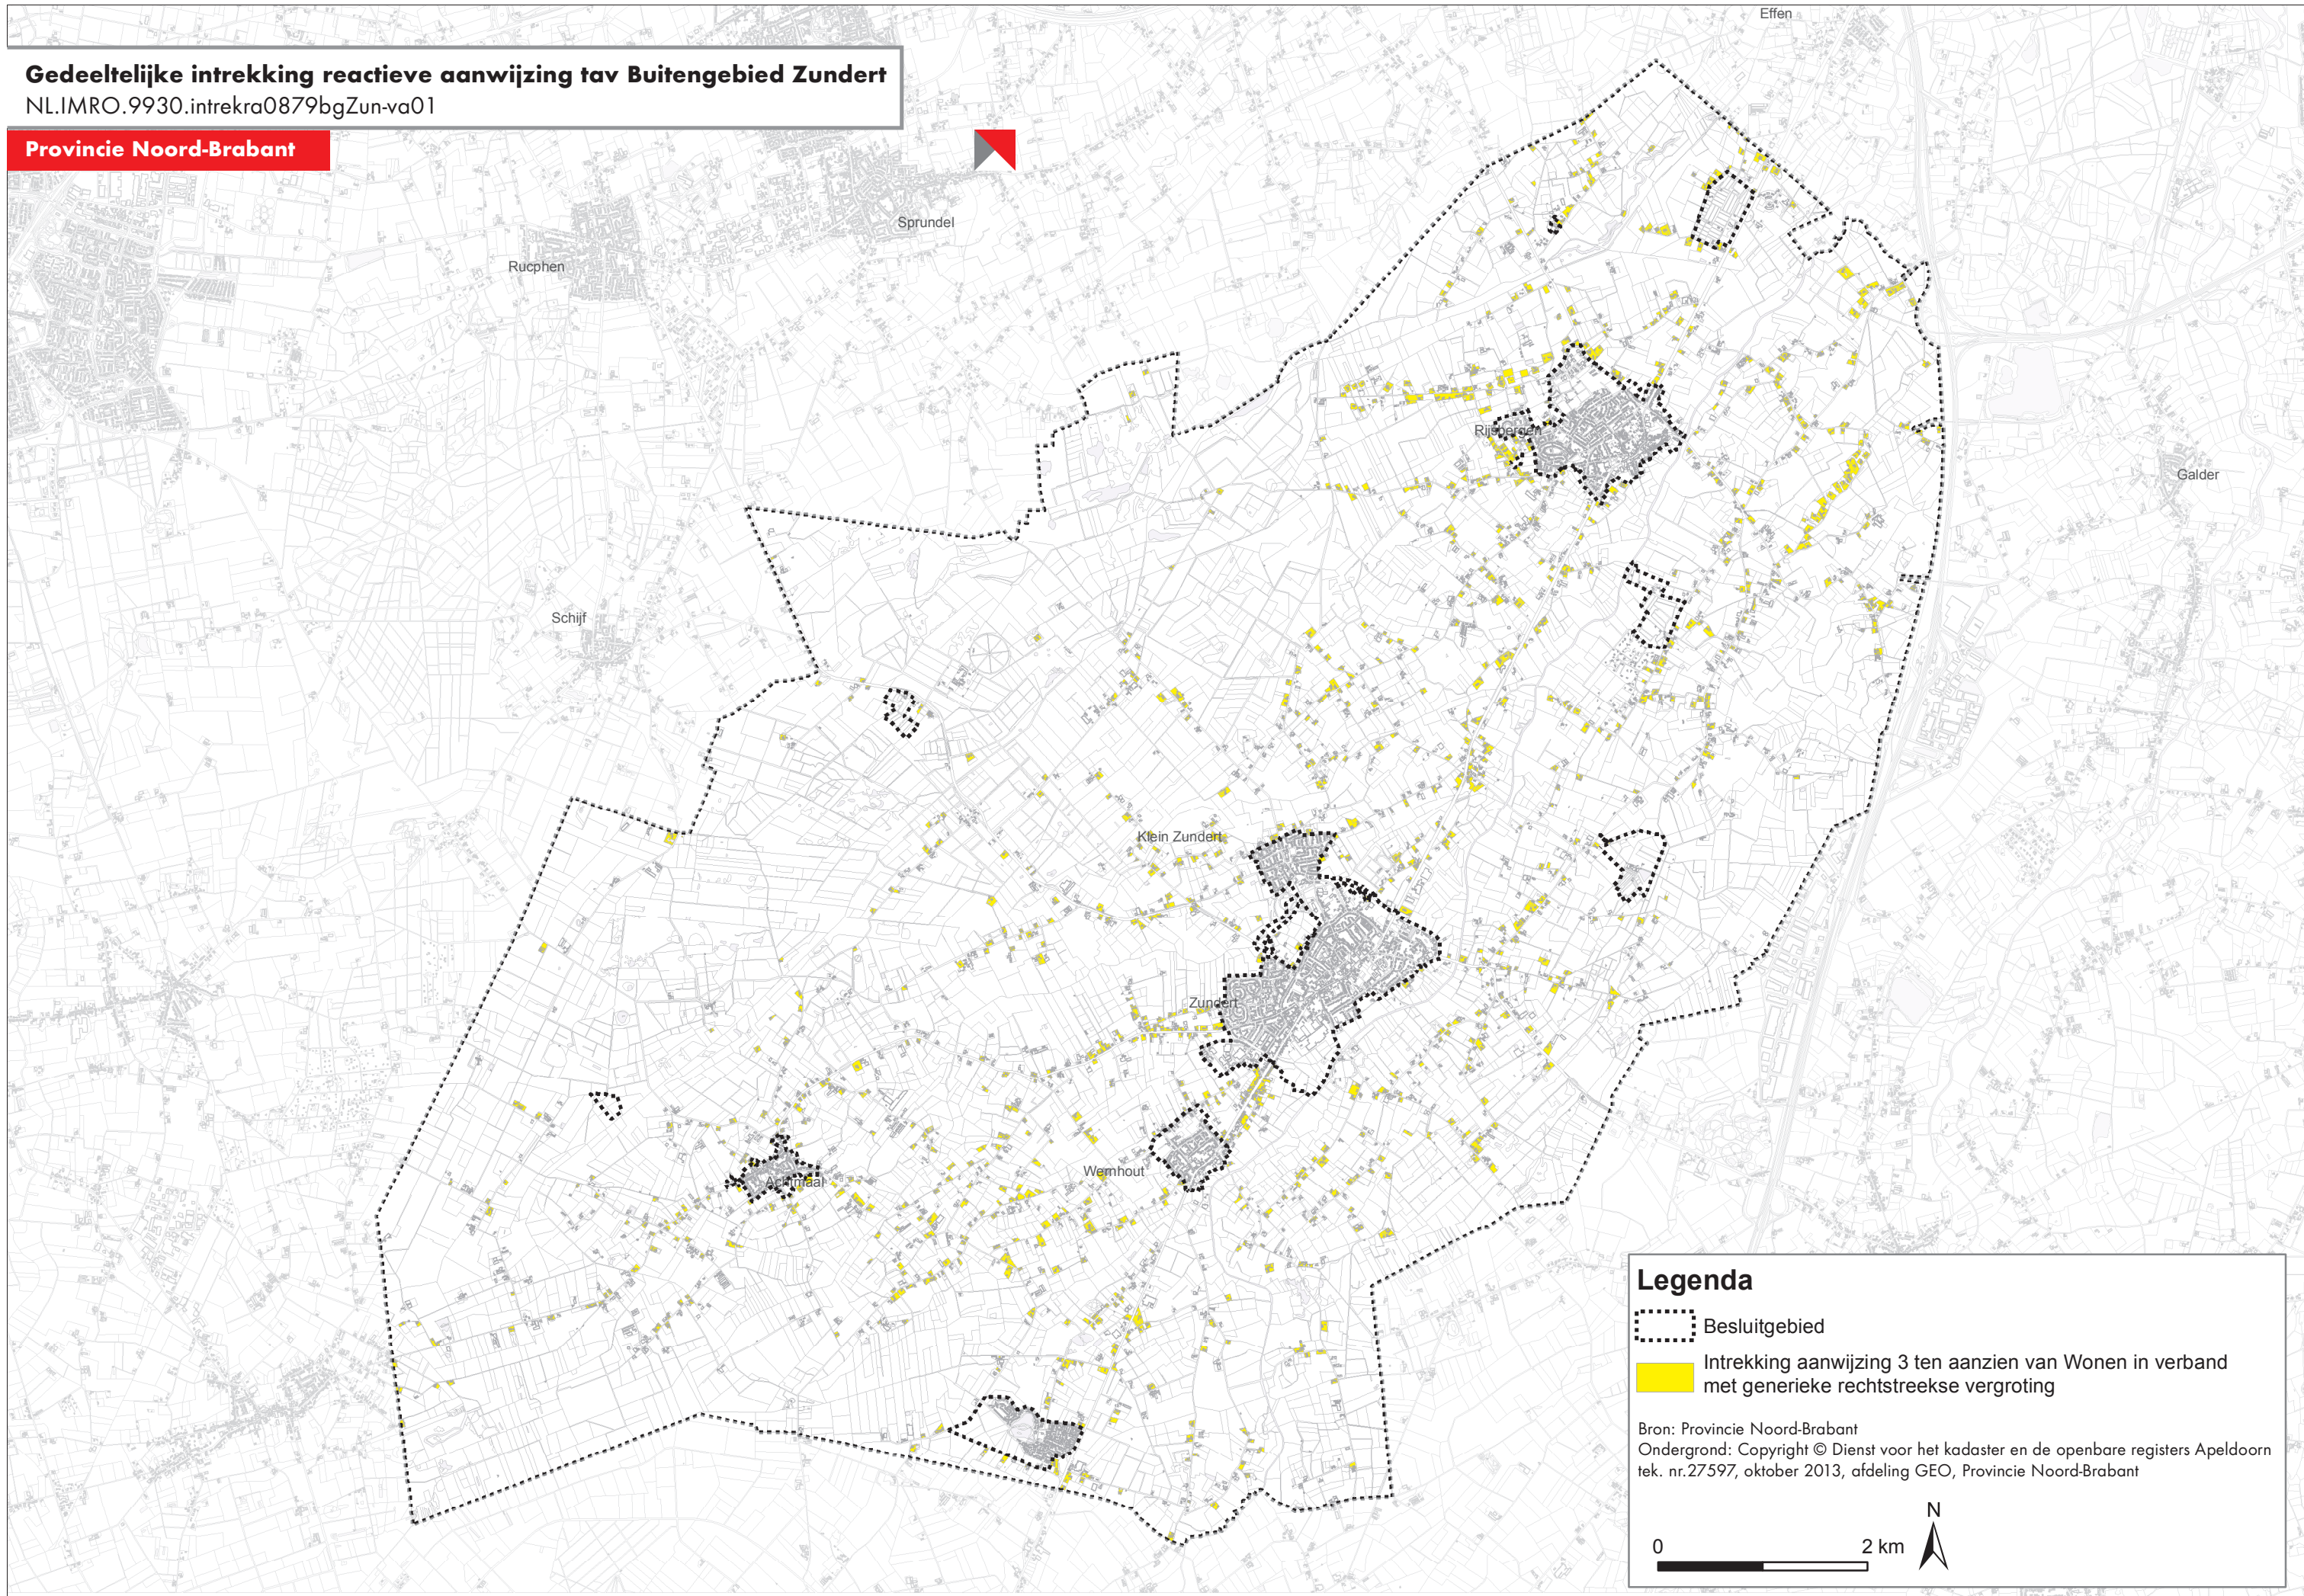 Effen
Gedeeltelijke intrekking reactieve aanwijzing tav Buitengebied Zundert
NL.IMRO.9930.intrekra0879bgZun-va01
Provincie Noord-Brabant
Sprundel
Rucphen
Rijsbergen
Galder
Schijf
Klein Zundert
Zundert
Wernhout
Achtmaal
Legenda
Besluitgebied
Intrekking aanwijzing 3 ten aanzien van Wonen in verband
met generieke rechtstreekse vergroting
Bron: Provincie Noord-Brabant
Ondergrond: Copyright © Dienst voor het kadaster en de openbare registers Apeldoorn
tek. nr.27597, oktober 2013, afdeling GEO, Provincie Noord-Brabant
N
0 2 km